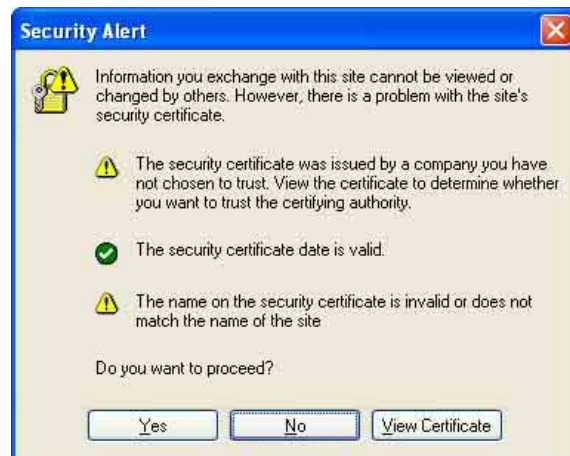 Security Alert
Information you exchange with this site cannot be viewed or
changed by others. However, there is a problem with the site's
security certificate.
The security certificate was issued by a company you have
not chosen to trust. View the certificate to determine whether
you want to trust the certifying authority.
The security certificate date is valid.
The name on the security certificate is invalid or does not
match the name of the site
Do you want to proceed?
Yes No View Certificate